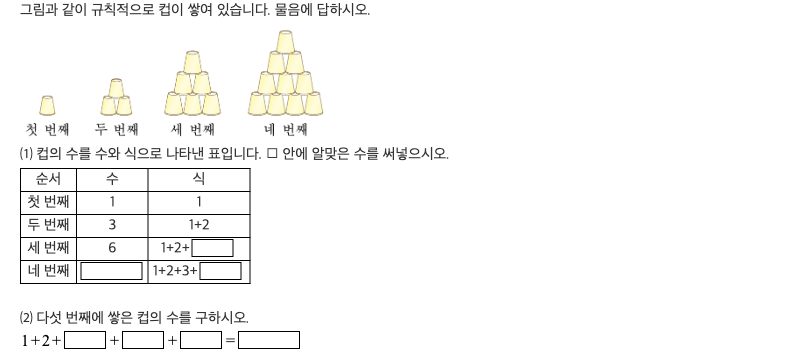 그림과 같이 규칙적으로 컵이 쌓여 있습니다. 물음에 답하시오.
첫 번째 두 번째 세 번째 네 번째
(1) 컵의 수를 수와 식으로 나타낸 표입니다. □ 안에 알맞은 수를 써넣으시오.
순서 수 식
첫 번째 1 1
두 번째 3 1+2
세 번째 6 1+2+
네 번째 1+2+3+
(2) 다섯 번째에 쌓은 컵의 수를 구하시오.
1+2+ + + =